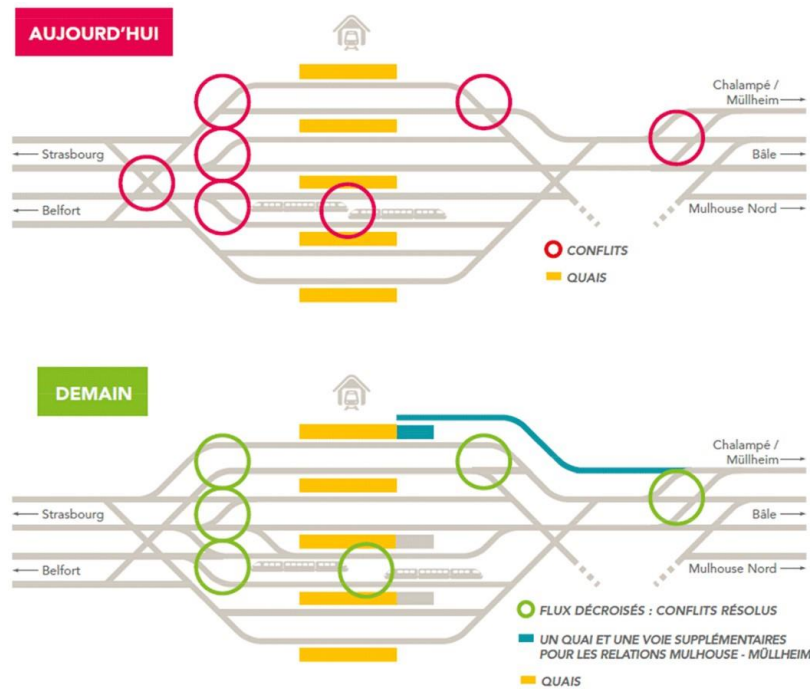 AUJOURD'HUI
Chalampé /
Müllheim
Strasbourg
Bâle
Belfort
Mulhouse Nord
CONFLITS
QUAIS
DEMAIN
Chalampé /
Müllheim
Strasbourg
Bâle
Belfort
Mulhouse Nord
FLUX DÉCROISÉS : CONFLITS RÉSOLUS
UN QUAI ET UNE VOIE SUPPLÉMENTAIRES
POUR LES RELATIONS MULHOUSE - MÜLLHEIM
QUAIS